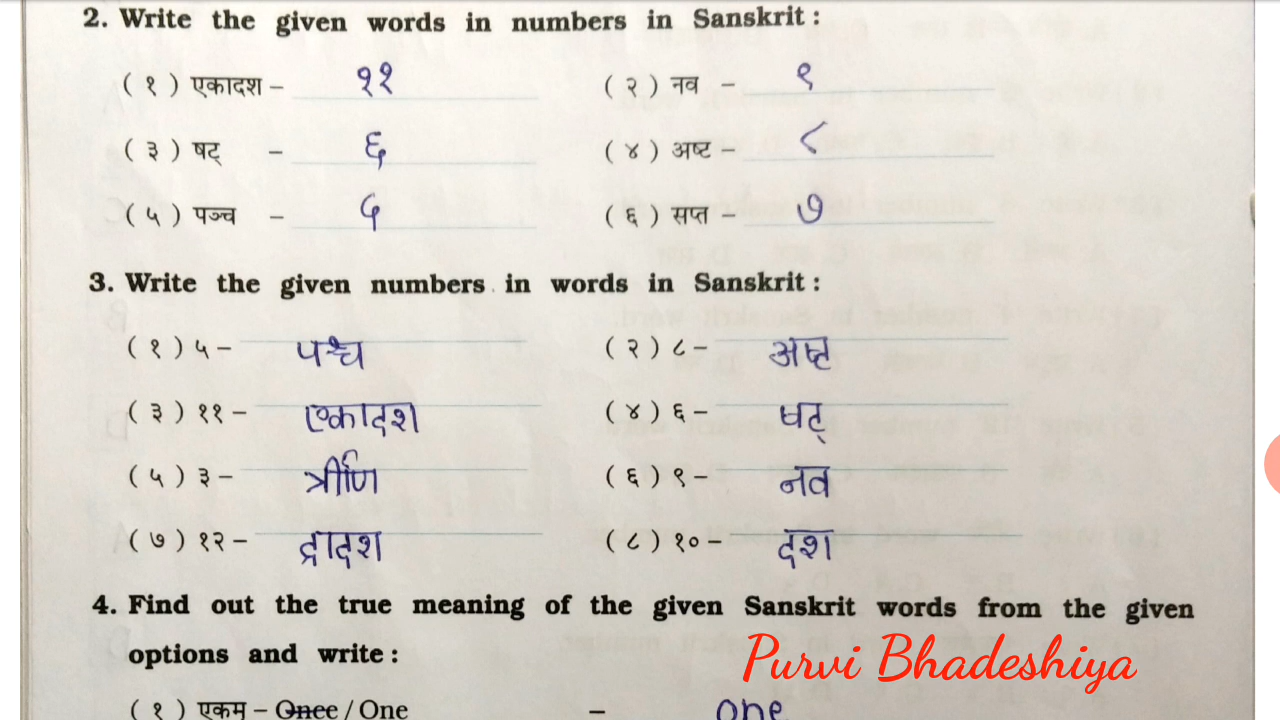 2. Write the given words in numbers in Sanskrit :
( १ ) एकादश – ११ ( २ ) नव – ९
( ३ ) षट् – ६ ( ४ ) अष्ट – ८
( ५ ) पञ्च – ५ ( ६ ) सप्त – ७
3. Write the given numbers in words in Sanskrit :
( १ ) ५ – पश्च ( २ ) ८ – अष्ट
( ३ ) ११ – एकादश ( ४ ) ६ – षट्
( ५ ) ३ – त्रीणि ( ६ ) ९ – नव
( ७ ) १२ – द्रादश ( ८ ) १० – दश
4. Find out the true meaning of the given Sanskrit words from the given
options and write :
Purvi Bhadeshiya
( १ ) एकम् – Once / One – one